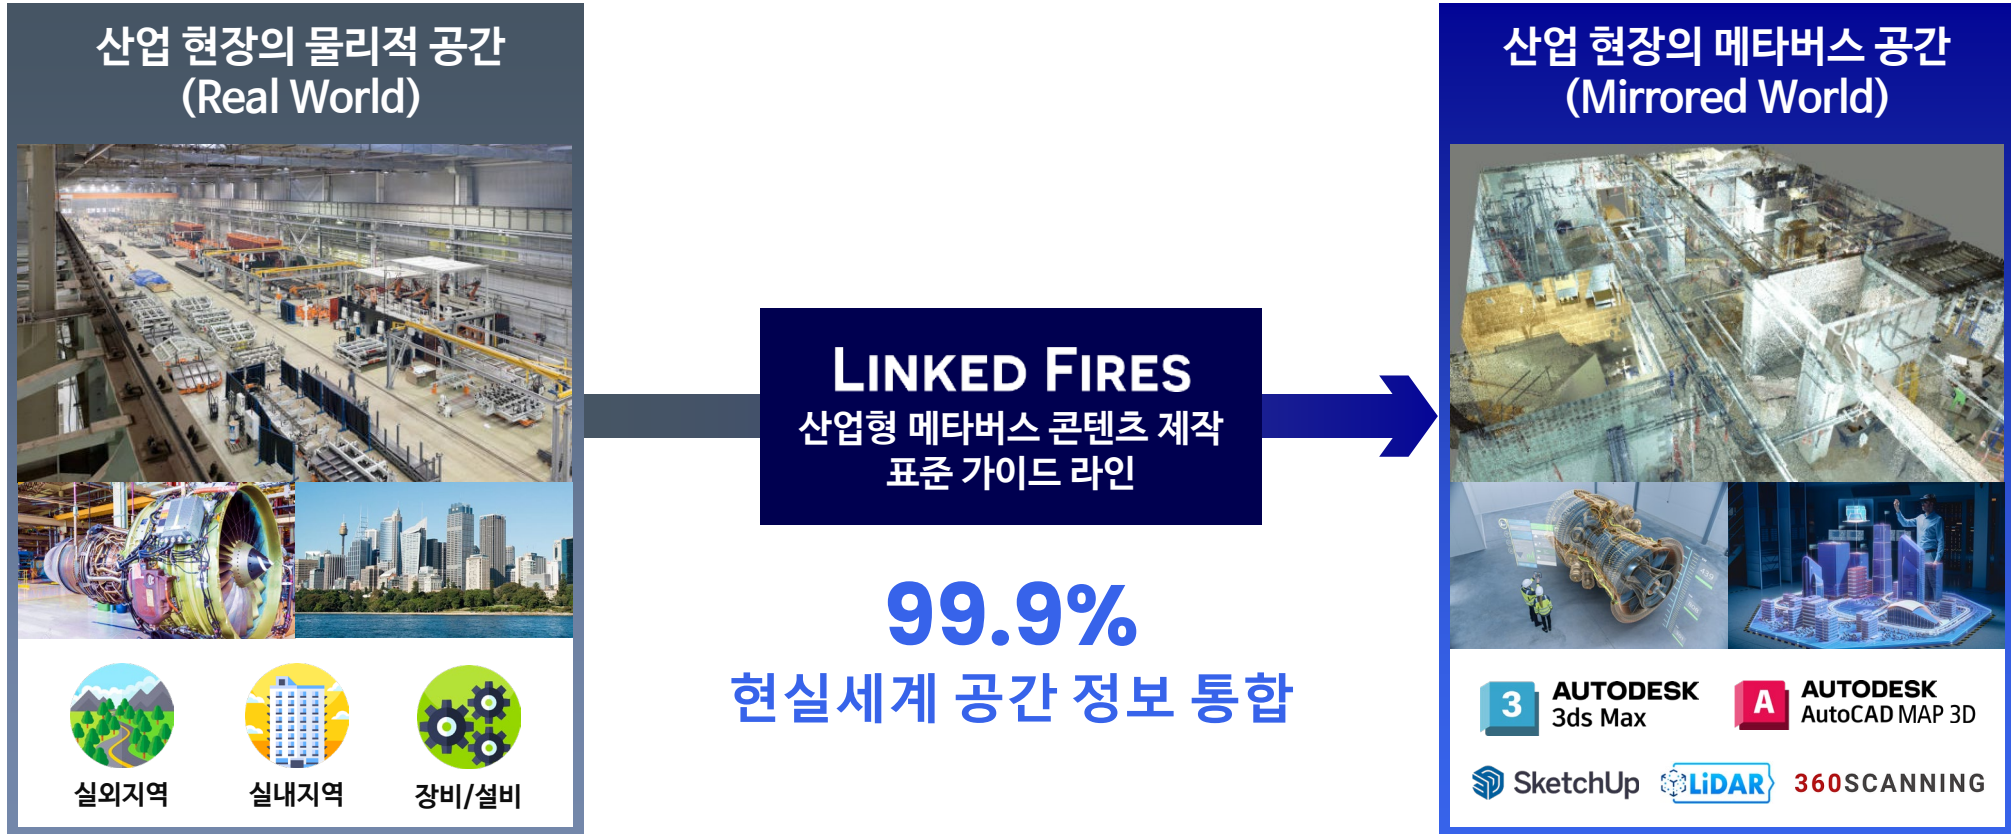 산업 현장의 물리적 공간
(Real World)
실외지역
실내지역
장비/설비
LINKED FIRES
산업형 메타버스 콘텐츠 제작
표준 가이드 라인
99.9%
현실세계 공간 정보 통합
산업 현장의 메타버스 공간
(Mirrored World)
3
AUTODESK
3ds Max
A
AUTODESK
AutoCAD MAP 3D
SketchUp
LiDAR
360SCANNING